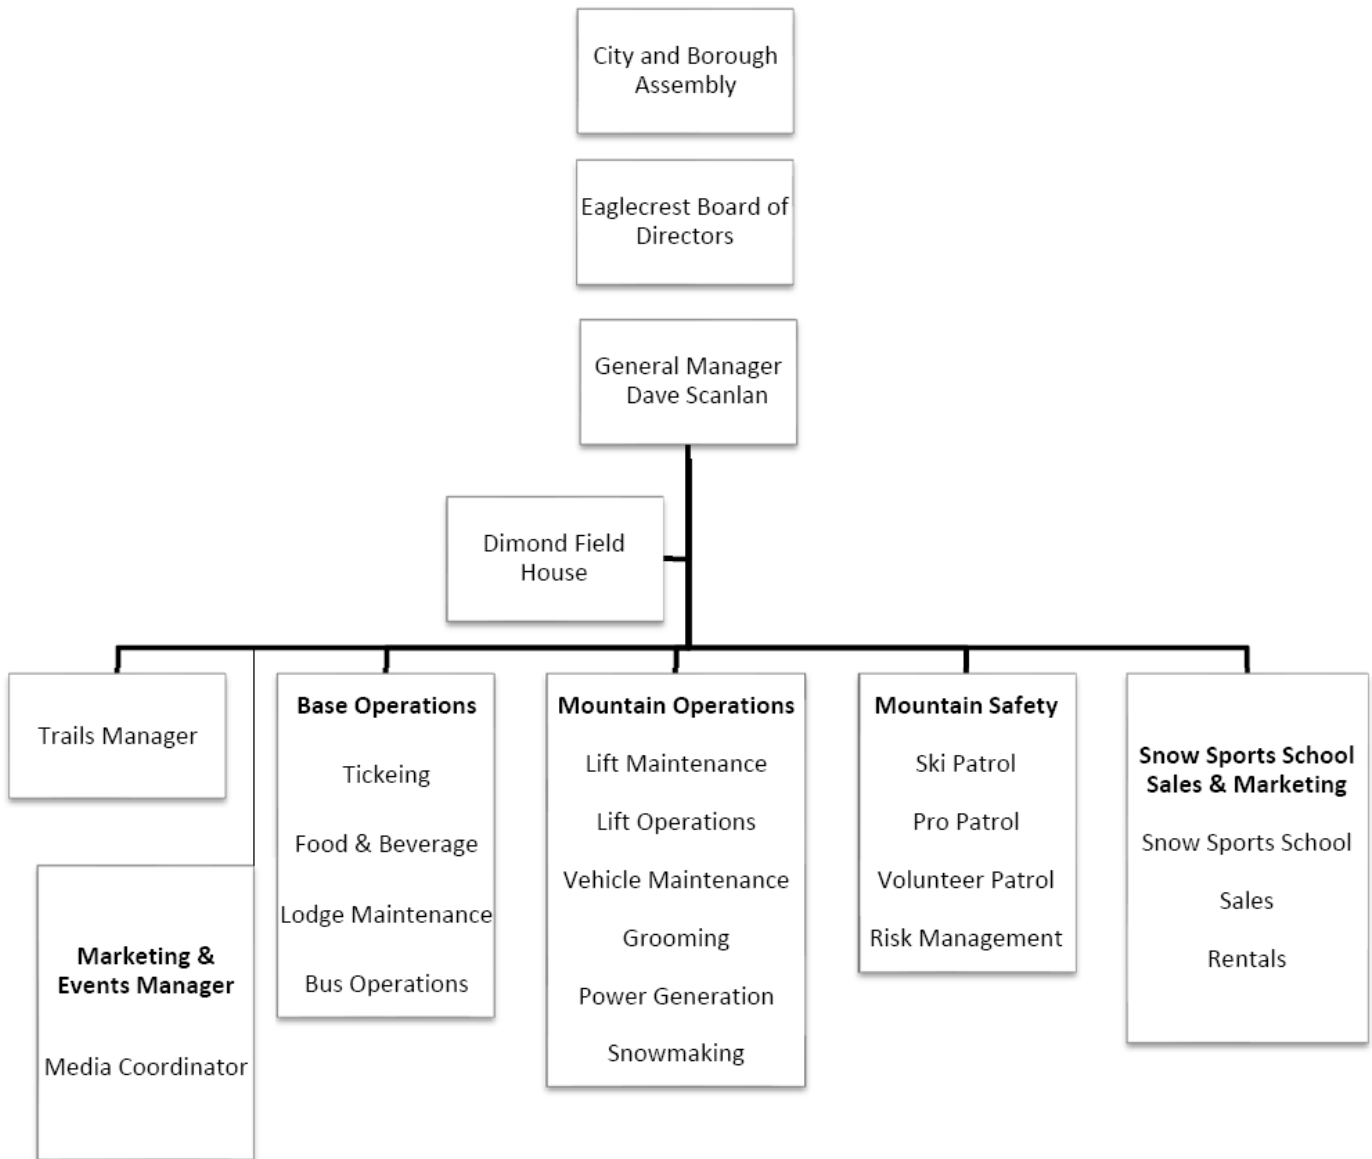 City and Borough
Assembly
Eaglecrest Board of
Directors
General Manager
Dave Scanlan
Dimond Field
House
Trails Manager
Marketing &
Events Manager
Media Coordinator
Base Operations
Tickeing
Food & Beverage
Lodge Maintenance
Bus Operations
Mountain Operations
Lift Maintenance
Lift Operations
Vehicle Maintenance
Grooming
Power Generation
Snowmaking
Mountain Safety
Ski Patrol
Pro Patrol
Volunteer Patrol
Risk Management
Snow Sports School
Sales & Marketing
Snow Sports School
Sales
Rentals